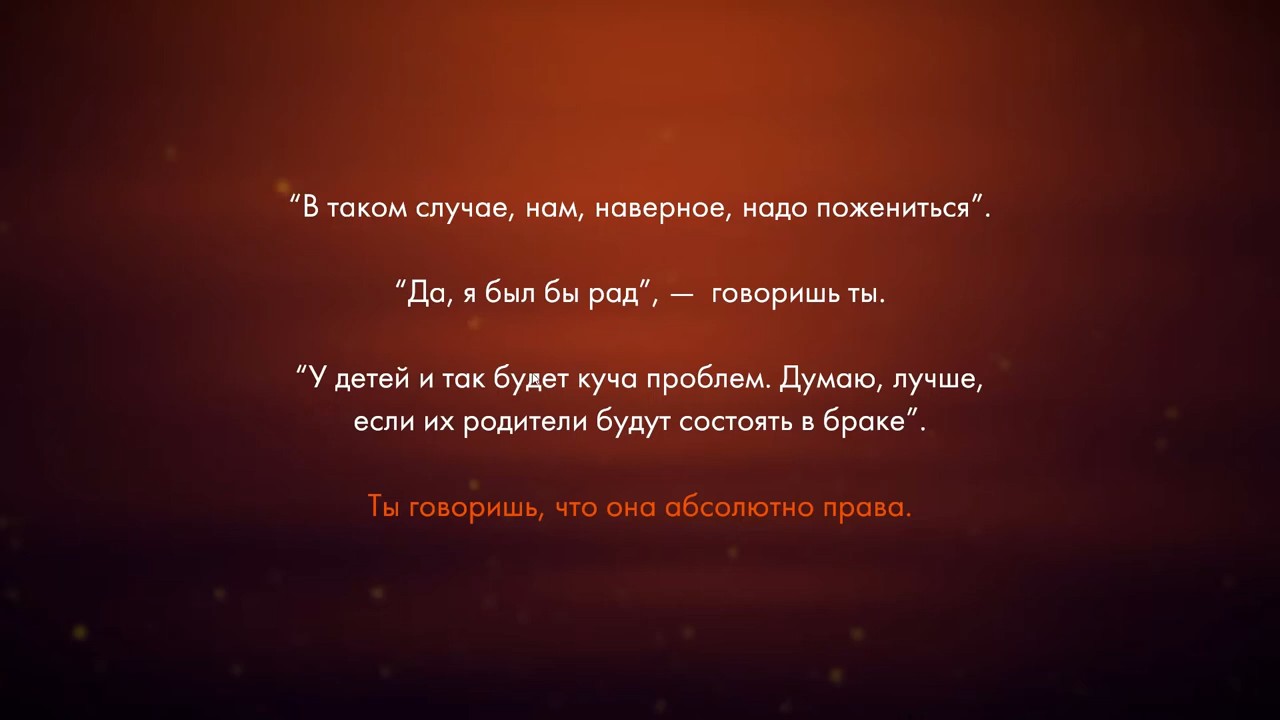 “В таком случае, нам, наверное, надо пожениться”.
“Да, я был бы рад”, — говоришь ты.
“У детей и так будет куча проблем. Думаю, лучше,
если их родители будут состоять в браке”.
Ты говоришь, что она абсолютно права.